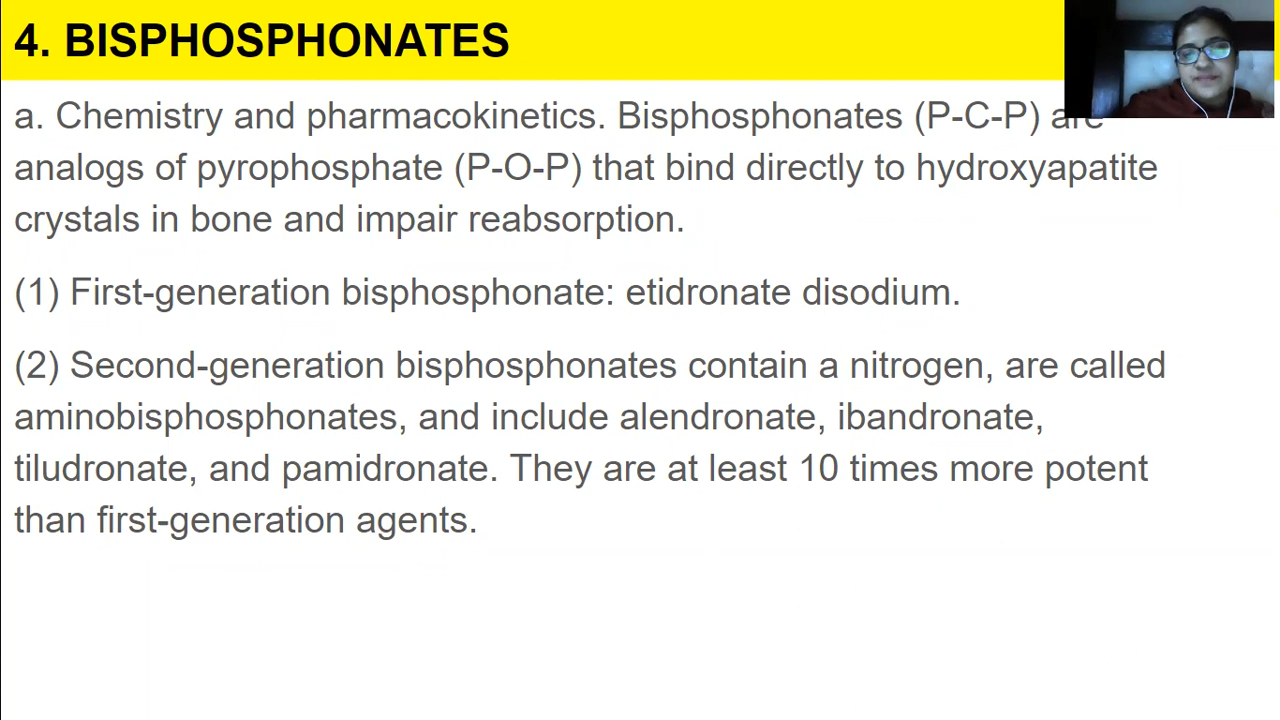 4. BISPHOSPHONATES
a. Chemistry and pharmacokinetics. Bisphosphonates (P-C-P) are
analogs of pyrophosphate (P-O-P) that bind directly to hydroxyapatite
crystals in bone and impair reabsorption.
(1) First-generation bisphosphonate: etidronate disodium.
(2) Second-generation bisphosphonates contain a nitrogen, are called
aminobisphosphonates, and include alendronate, ibandronate,
tiludronate, and pamidronate. They are at least 10 times more potent
than first-generation agents.